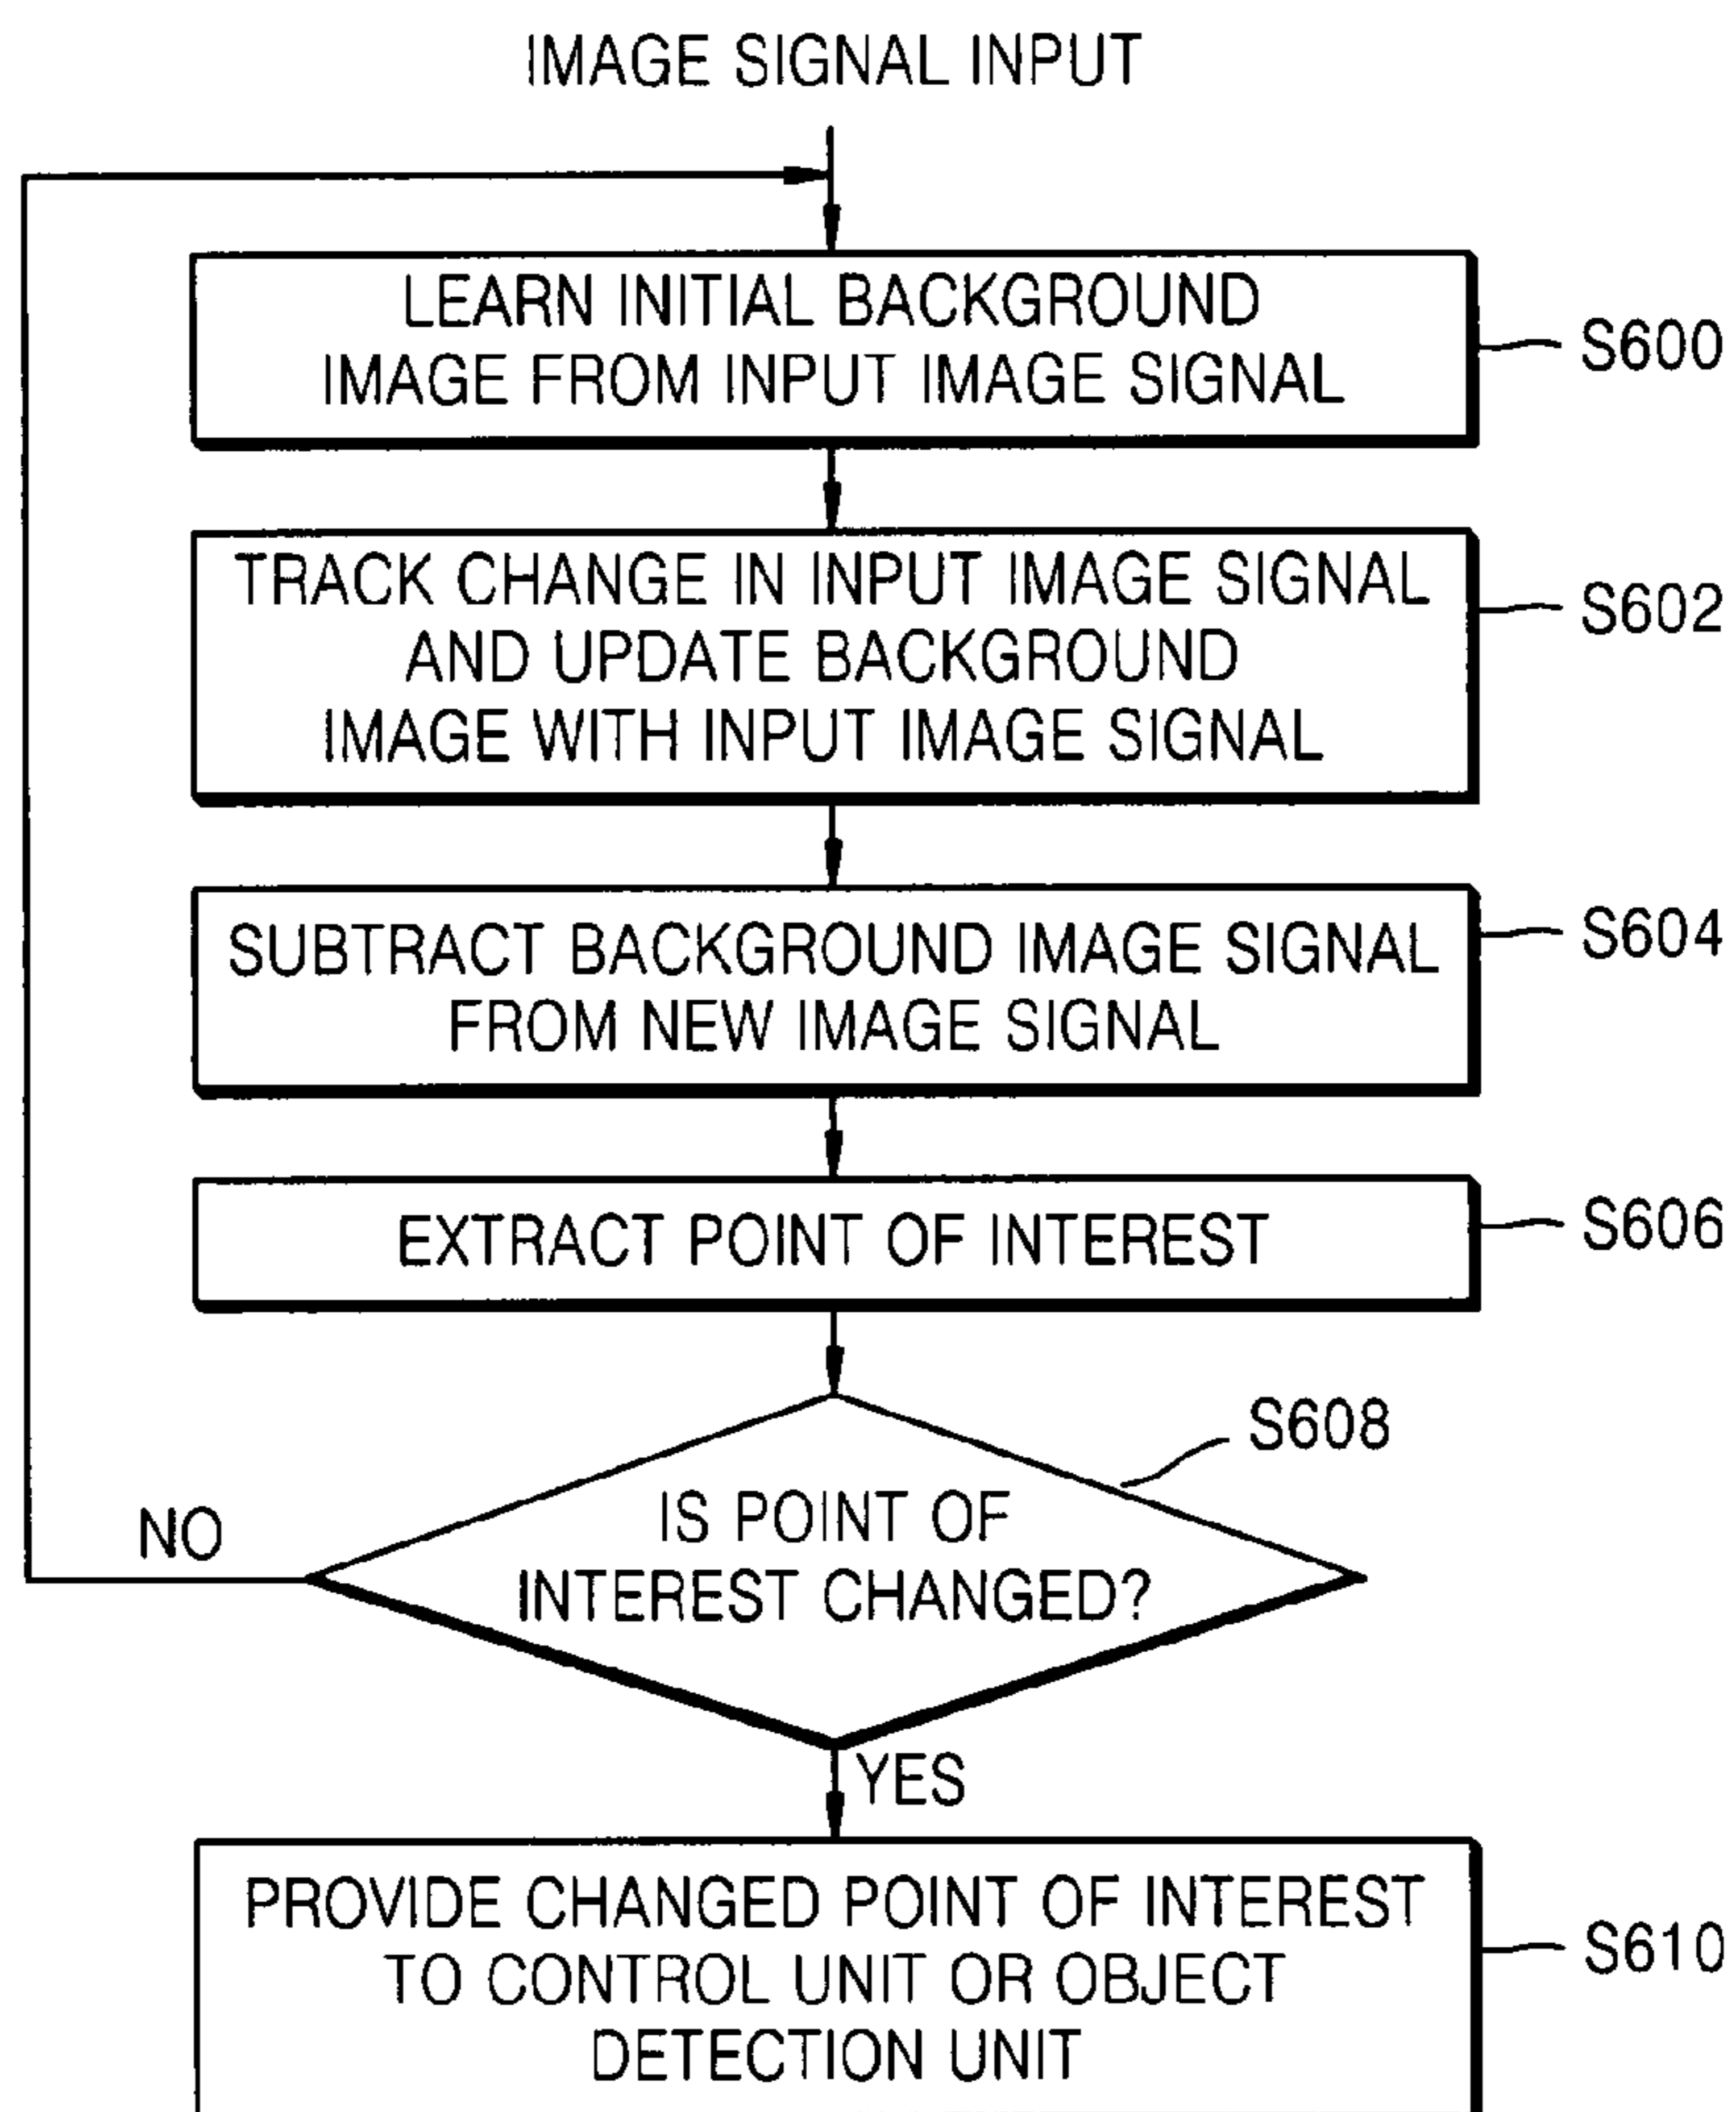 IMAGE SIGNAL INPUT
LEARN INITIAL BACKGROUND
IMAGE FROM INPUT IMAGE SIGNAL
S600
TRACK CHANGE IN INPUT IMAGE SIGNAL
AND UPDATE BACKGROUND
IMAGE WITH INPUT IMAGE SIGNAL
S602
SUBTRACT BACKGROUND IMAGE SIGNAL
FROM NEW IMAGE SIGNAL
S604
EXTRACT POINT OF INTEREST
S606
S608
IS POINT OF
INTEREST CHANGED?
NO
YES
PROVIDE CHANGED POINT OF INTEREST
TO CONTROL UNIT OR OBJECT
DETECTION UNIT
S610